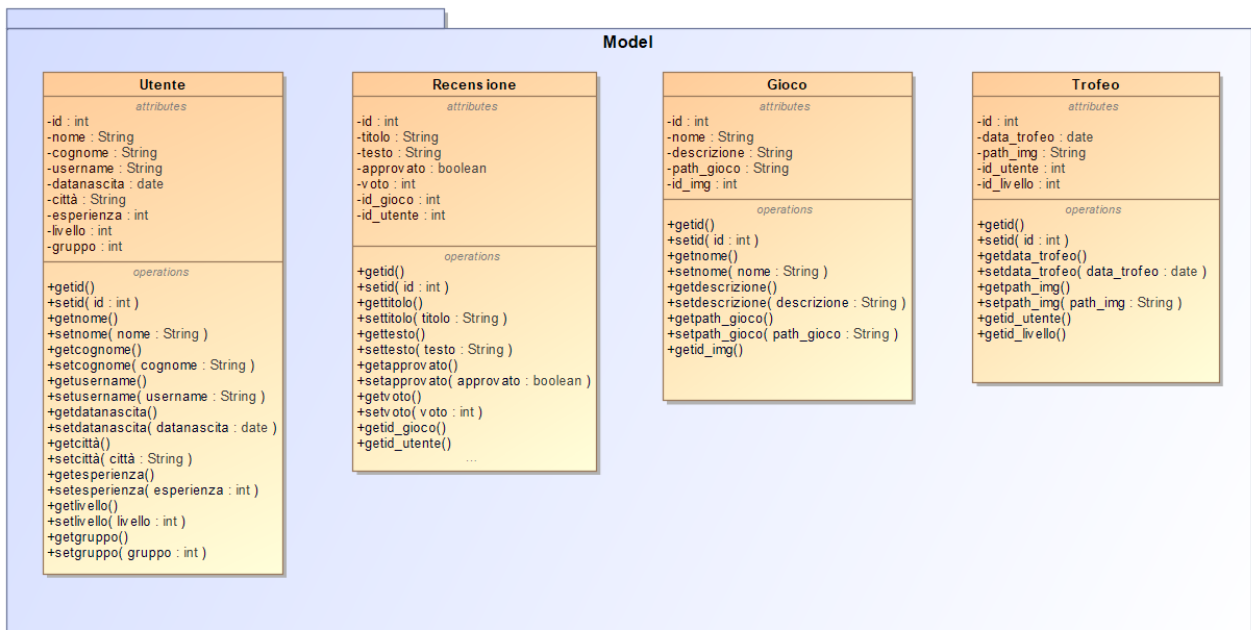 Model
Utente
attributes
-id : int
-nome : String
-cognome : String
-username : String
-datanascita : date
-città : String
-esperienza : int
-livello : int
-gruppo : int
operations
+getid()
+setid( id : int )
+getnome()
+setnome( nome : String )
+getcognome()
+setcognome( cognome : String )
+getusername()
+setusername( username : String )
+getdatanascita()
+setdatanascita( datanascita : date )
+getcittà()
+setcittà( città : String )
+getesperienza()
+setesperienza( esperienza : int )
+getlivello()
+setlivello( livello : int )
+getgruppo()
+setgruppo( gruppo : int )
Recensione
attributes
-id : int
-titolo : String
-testo : String
-approvato : boolean
-voto : int
-id_gioco : int
-id_utente : int
operations
+getid()
+setid( id : int )
+gettitolo()
+settitolo( titolo : String )
+gettesto()
+settesto( testo : String )
+getapprovato()
+setapprovato( approvato : boolean )
+getvoto()
+setvoto( voto : int )
+getid_gioco()
+getid_utente()
...
Gioco
attributes
-id : int
-nome : String
-descrizione : String
-path_gioco : String
-id_img : int
operations
+getid()
+setid( id : int )
+getnome()
+setnome( nome : String )
+getdescrizione()
+setdescrizione( descrizione : String )
+getpath_gioco()
+setpath_gioco( path_gioco : String )
+getid_img()
Trofeo
attributes
-id : int
-data_trofeo : date
-path_img : String
-id_utente : int
-id_livello : int
operations
+getid()
+setid( id : int )
+getdata_trofeo()
+setdata_trofeo( data_trofeo : date )
+getpath_img()
+setpath_img( path_img : String )
+getid_utente()
+getid_livello()